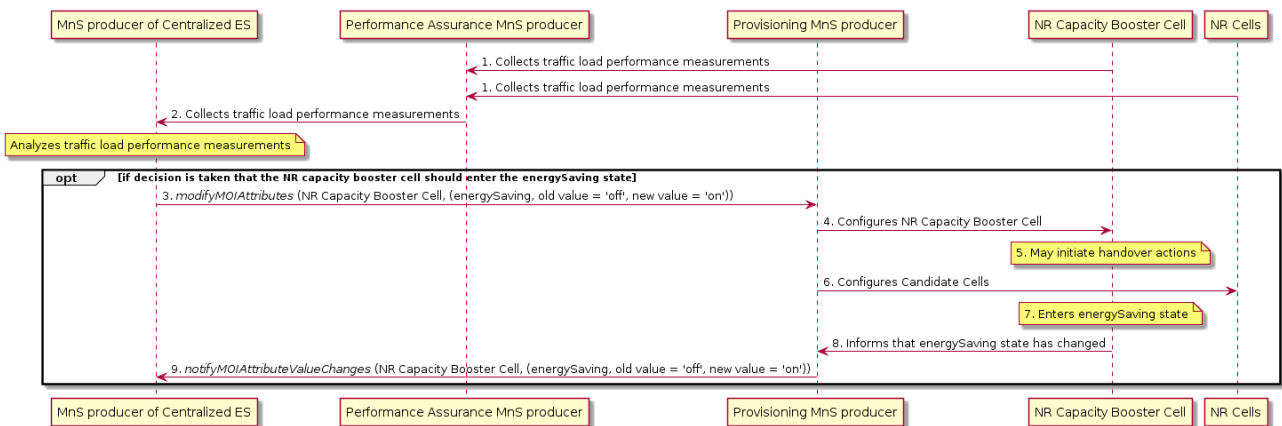 MnS producer of Centralized ES
Performance Assurance MnS producer
Provisioning MnS producer
NR Capacity Booster Cell
NR Cells
1. Collects traffic load performance measurements
1. Collects traffic load performance measurements
2. Collects traffic load performance measurements
Analyzes traffic load performance measurements
opt [if decision is taken that the NR capacity booster cell should enter the energySaving state]
3. modifyMOIAttributes (NR Capacity Booster Cell, (energySaving, old value = 'off', new value = 'on'))
4. Configures NR Capacity Booster Cell
5. May initiate handover actions
6. Configures Candidate Cells
7. Enters energySaving state
8. Informs that energySaving state has changed
9. notifyMOIAttributeValueChanges (NR Capacity Booster Cell, (energySaving, old value = 'off', new value = 'on'))
MnS producer of Centralized ES
Performance Assurance MnS producer
Provisioning MnS producer
NR Capacity Booster Cell
NR Cells